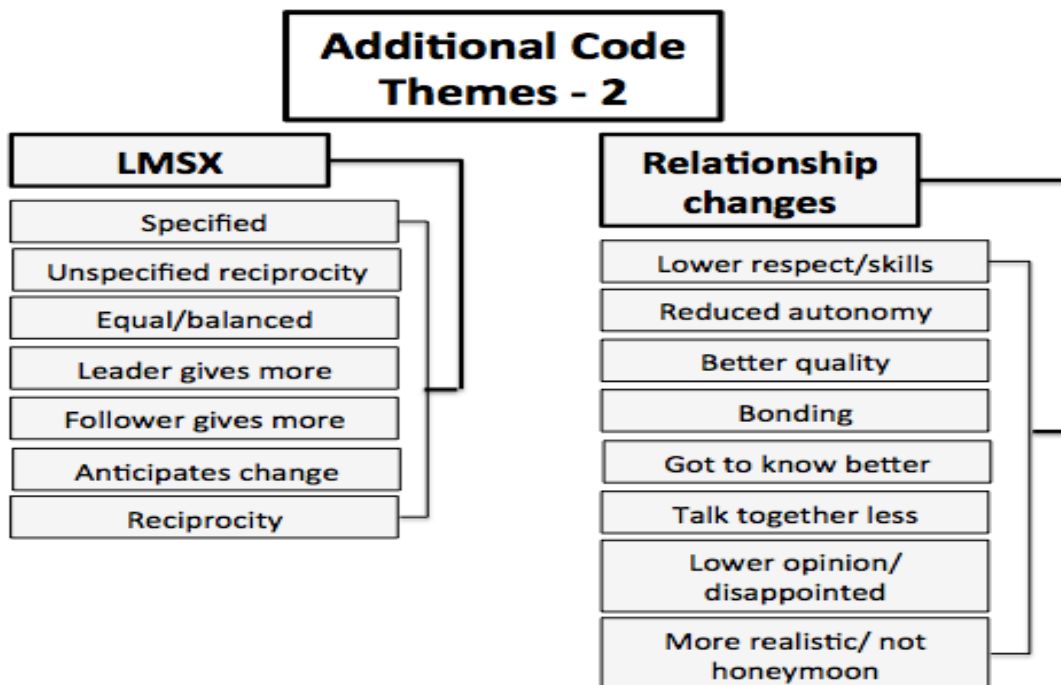 Additional Code
Themes - 2
LMSX
Specified
Unspecified reciprocity
Equal/balanced
Leader gives more
Follower gives more
Anticipates change
Reciprocity
Relationship
changes
Lower respect/skills
Reduced autonomy
Better quality
Bonding
Got to know better
Talk together less
Lower opinion/
disappointed
More realistic/ not
honeymoon